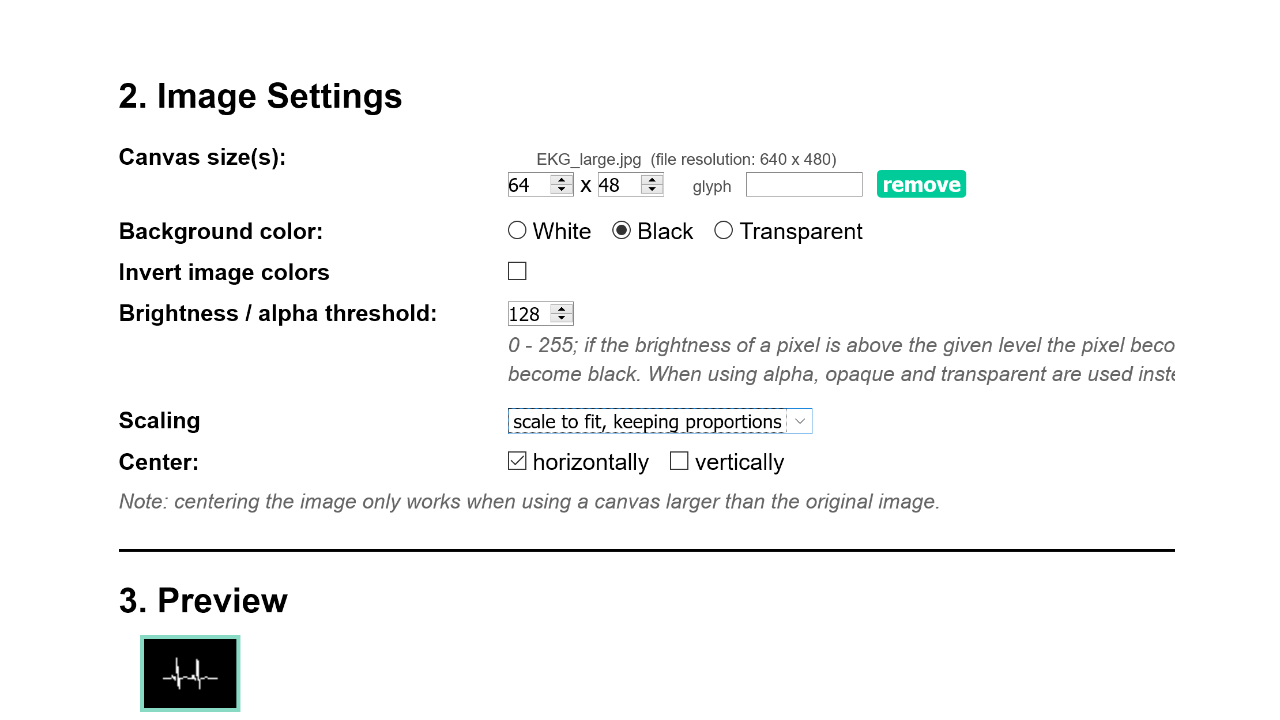 2. Image Settings
Canvas size(s):
EKG_large.jpg (file resolution: 640 x 480)
64 x 48 glyph remove
Background color: White Black Transparent
Invert image colors
Brightness / alpha threshold: 128
0 - 255; if the brightness of a pixel is above the given level the pixel beco
become black. When using alpha, opaque and transparent are used inste
Scaling scale to fit, keeping proportions
Center: horizontally vertically
Note: centering the image only works when using a canvas larger than the original image.
3. Preview